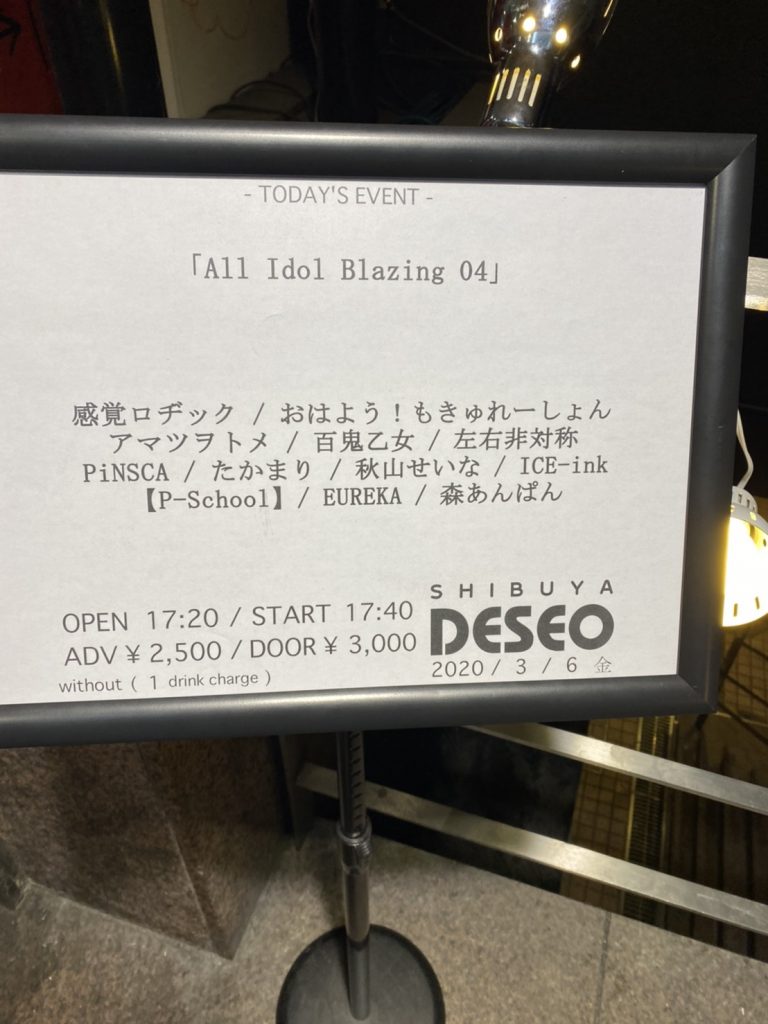 - TODAY'S EVENT -
「All Idol Blazing 04」
感覚ロヂック / おはよう！もきゅれーしょん
アマツヲトメ / 百鬼乙女 / 左右非対称
PiNSCA / たかまり / 秋山せいな / ICE-ink
【P-School】 / EUREKA / 森あんぱん
OPEN 17:20 / START 17:40
ADV ¥ 2,500 / DOOR ¥ 3,000
without ( 1 drink charge )
SHIBUYA
DESEO
2020 / 3 / 6 金